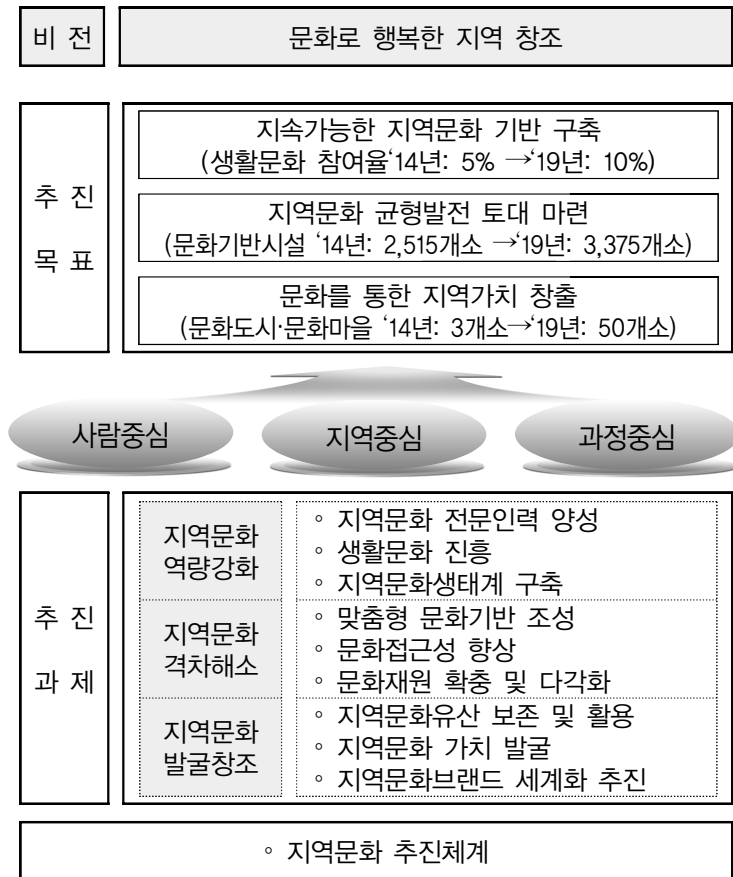 비 전
문화로 행복한 지역 창조
추 진
목 표
지속가능한 지역문화 기반 구축
(생활문화 참여율‘14년: 5% →‘19년: 10%)
지역문화 균형발전 토대 마련
(문화기반시설 ‘14년: 2,515개소 →‘19년: 3,375개소)
문화를 통한 지역가치 창출
(문화도시·문화마을 ‘14년: 3개소→‘19년: 50개소)
사람중심
지역중심
과정중심
추 진
과 제
지역문화
역량강화
◦ 지역문화 전문인력 양성
◦ 생활문화 진흥
◦ 지역문화생태계 구축
지역문화
격차해소
◦ 맞춤형 문화기반 조성
◦ 문화접근성 향상
◦ 문화재원 확충 및 다각화
지역문화
발굴창조
◦ 지역문화유산 보존 및 활용
◦ 지역문화 가치 발굴
◦ 지역문화브랜드 세계화 추진
◦ 지역문화 추진체계